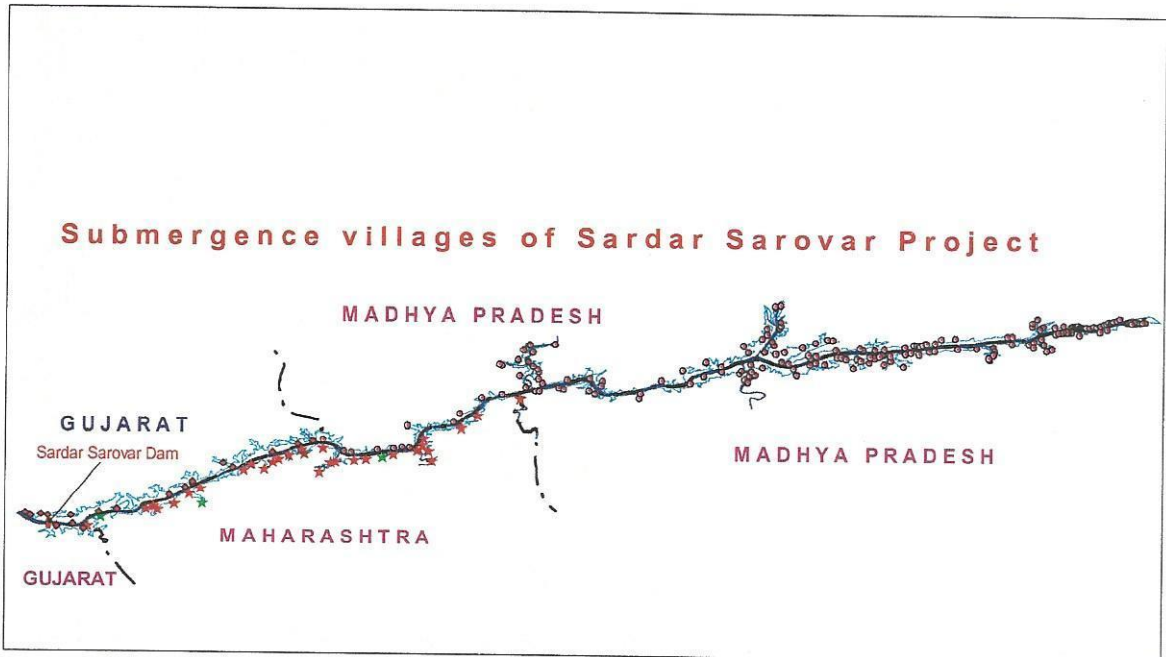 Submergence villages of Sardar Sarovar Project
MADHYA PRADESH
GUJARAT
Sardar Sarovar Dam
MADHYA PRADESH
MAHARASHTRA
GUJARAT